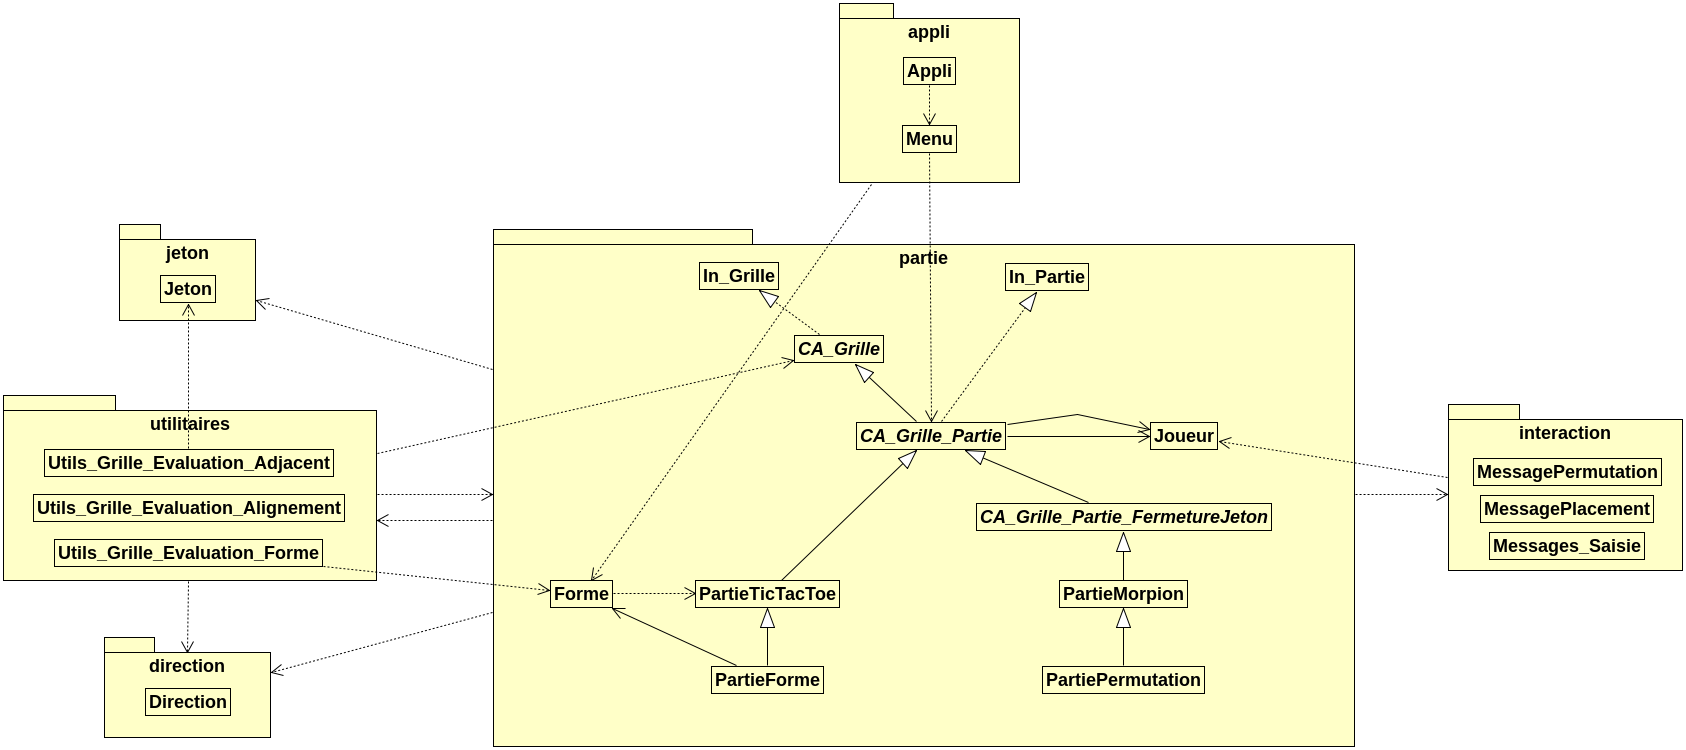 appli
Appli
Menu
jeton
Jeton
partie
In_Grille
In_Partie
CA_Grille
CA_Grille_Partie
Joueur
CA_Grille_Partie_FermetureJeton
Forme
PartieTicTacToe
PartieMorpion
PartieForme
PartiePermutation
utilitaires
Utils_Grille_Evaluation_Adjacent
Utils_Grille_Evaluation_Alignement
Utils_Grille_Evaluation_Forme
interaction
MessagePermutation
MessagePlacement
Messages_Saisie
direction
Direction